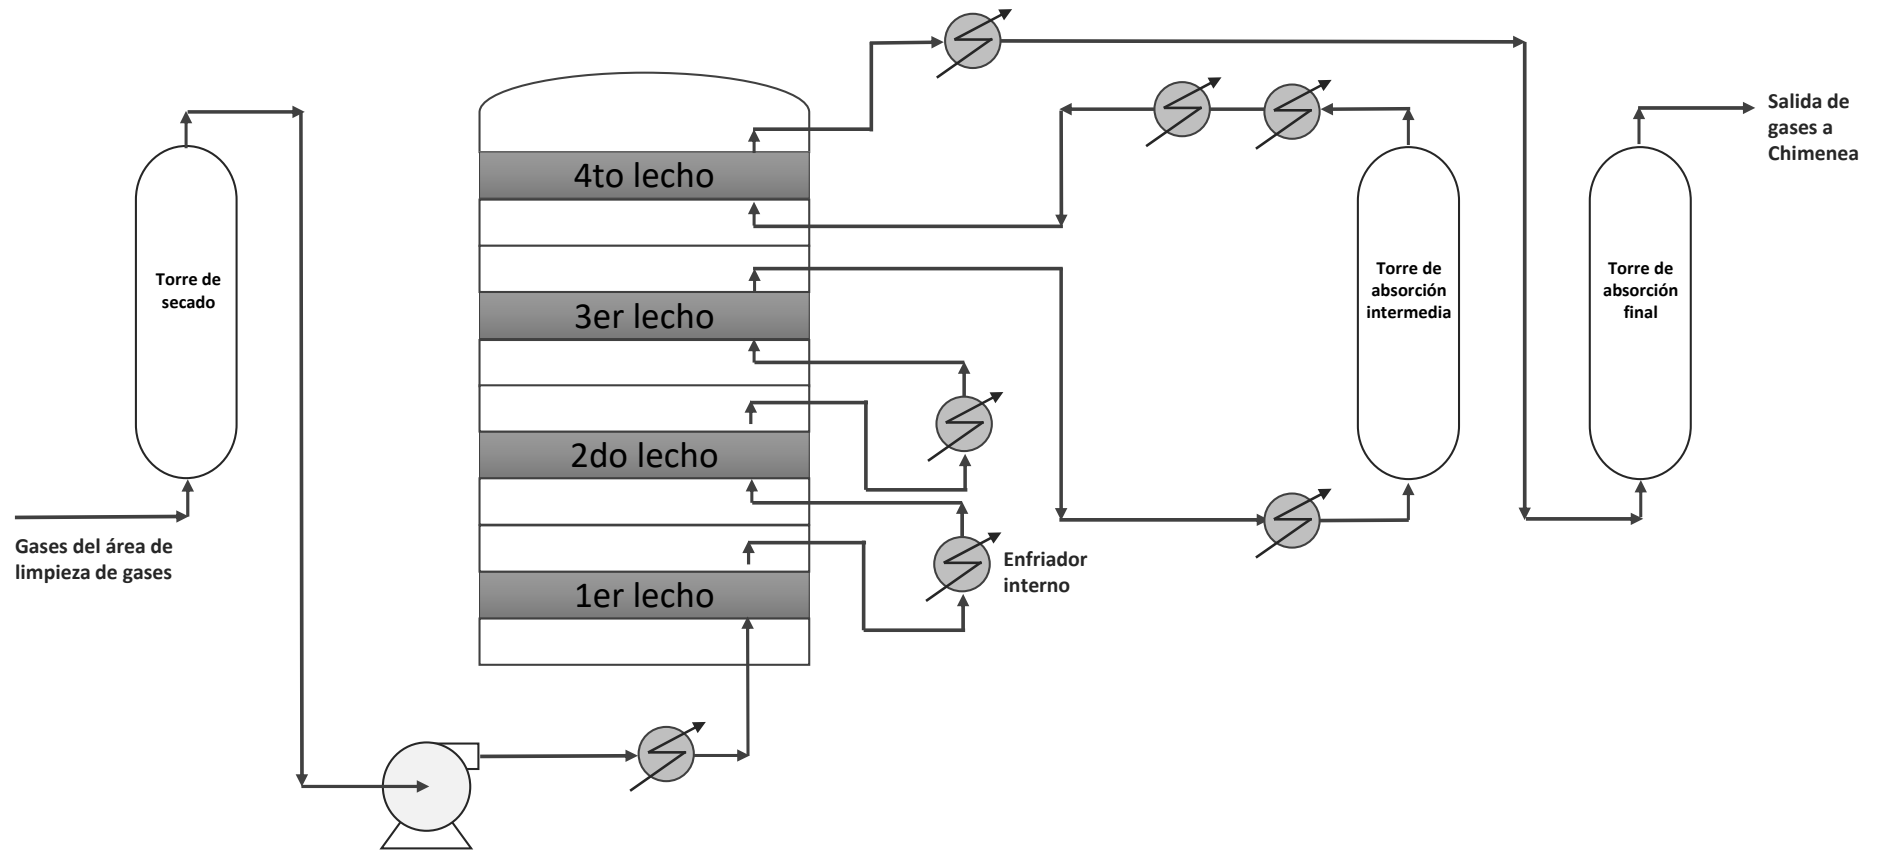 Salida de
gases a
Chimenea
4to lecho
Torre de
secado
Torre de
absorción
intermedia
Torre de
absorción
final
3er lecho
2do lecho
Gases del área de
limpieza de gases
Enfriador
interno
1er lecho